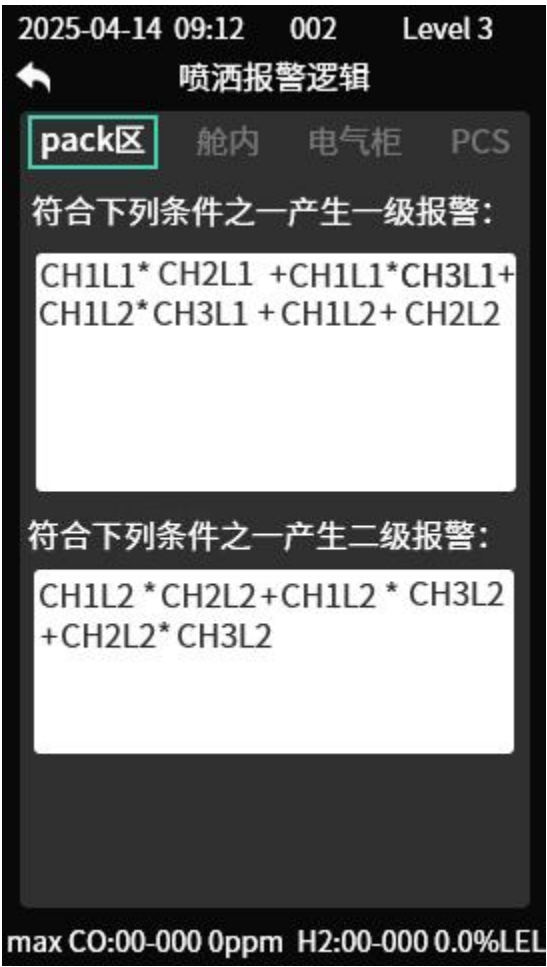 2025-04-14 09:12 002 Level 3
喷洒报警逻辑
pack区 舱内 电气柜 PCS
符合下列条件之一产生一级报警：
CH1L1* CH2L1 +CH1L1*CH3L1+
CH1L2*CH3L1 + CH1L2+ CH2L2
符合下列条件之一产生二级报警：
CH1L2 *CH2L2+CH1L2 * CH3L2
+CH2L2* CH3L2
max CO:00-000 0ppm H2:00-000 0.0%LEL